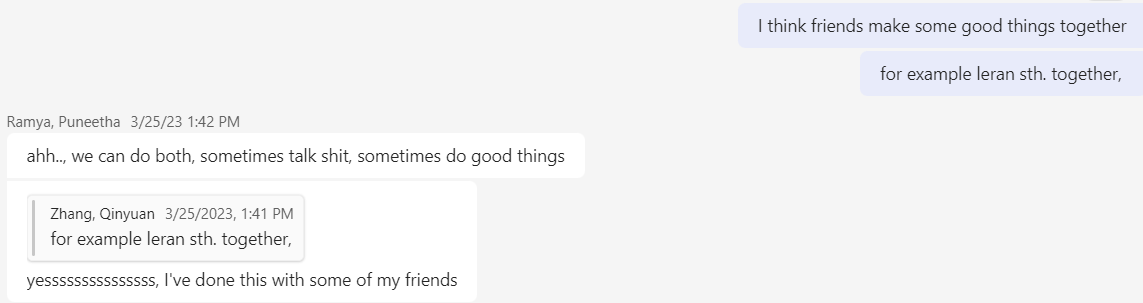 I think friends make some good things together
for example leran sth. together,
Ramya, Puneetha 3/25/23 1:42 PM
ahh.., we can do both, sometimes talk shit, sometimes do good things
Zhang, Qinyuan 3/25/2023, 1:41 PM
for example leran sth. together,
yesssssssssssssss, I've done this with some of my friends